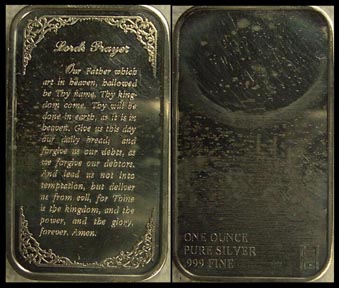 Lords Prayer
Our Father which
art in heaven, hallowed
be Thy name. Thy king-
dom come. Thy will be
done in earth, as it is in
heaven. Give us this day
our daily bread; and
forgive us our debts, as
we forgive our debtors.
And lead us not into
temptation, but deliver
us from evil, for Thine
is the kingdom, and the
power, and the glory,
forever. Amen.
ONE OUNCE
PURE SILVER
.999 FINE